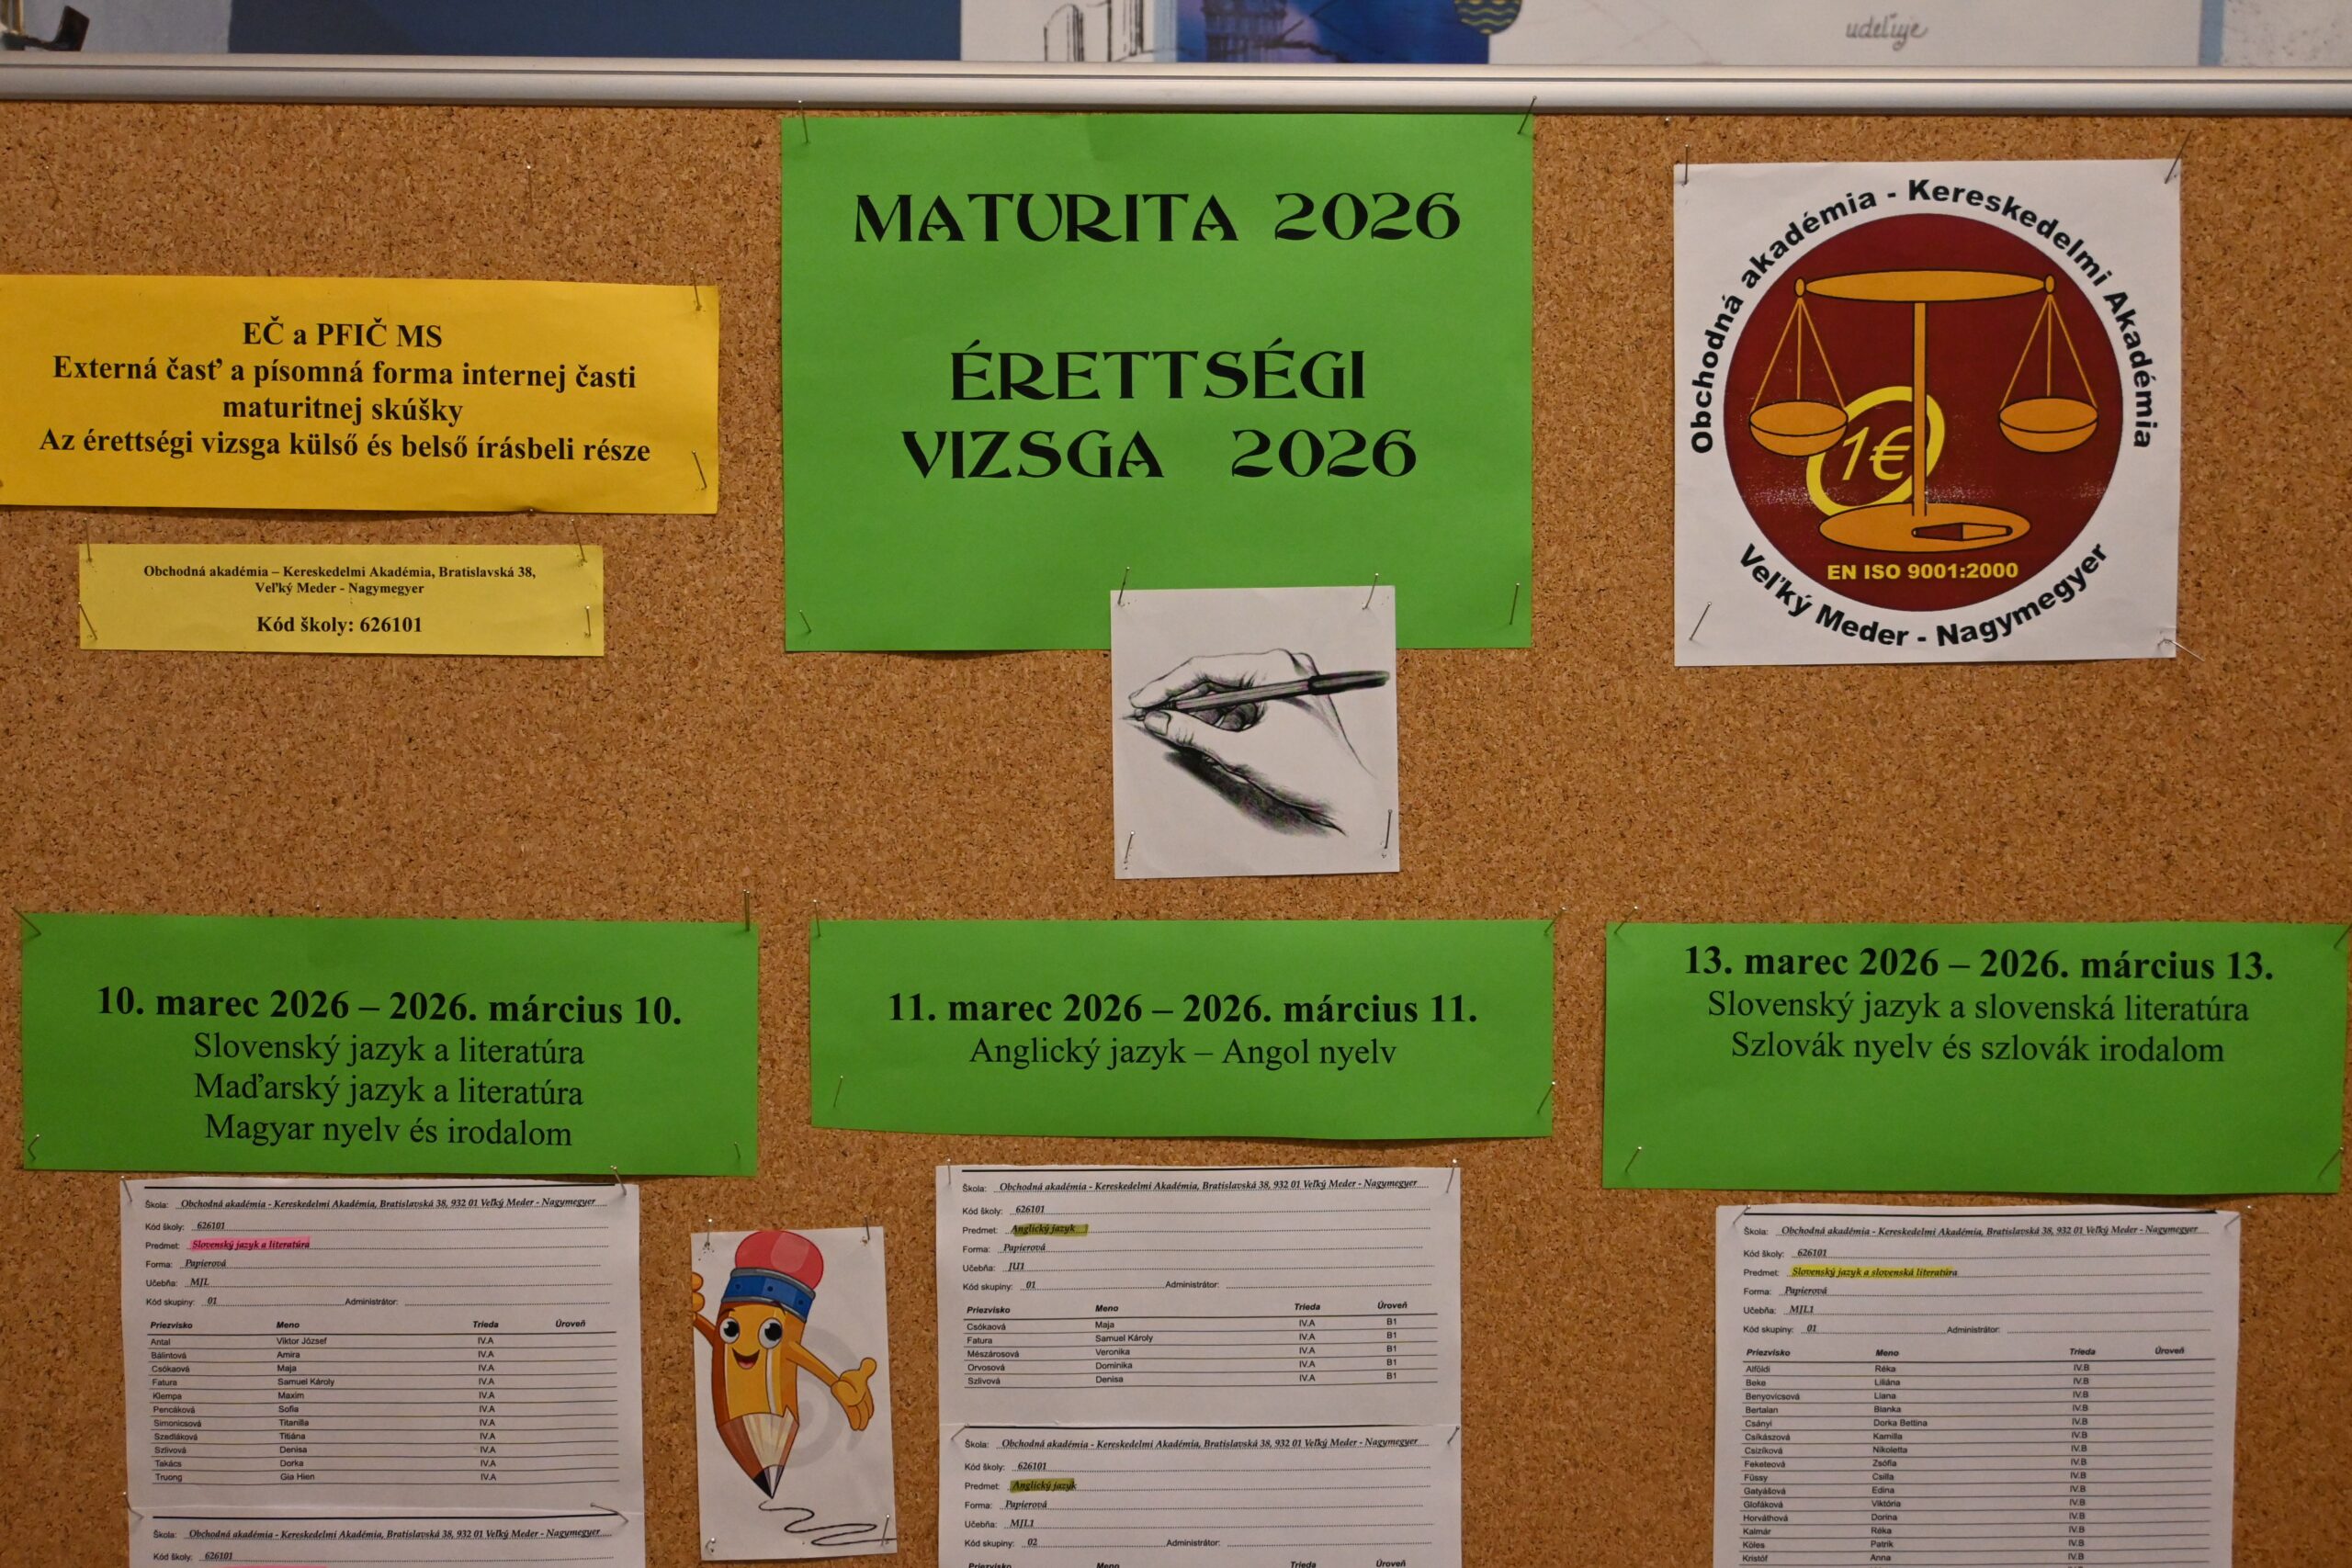 udeľuje
MATURITA 2026
ÉRETTSÉGI
VIZSGA 2026
EČ a PFIČ MS
Externá časť a písomná forma internej časti
maturitnej skúšky
Az érettségi vizsga külső és belső írásbeli része
Obchodná akadémia – Kereskedelmi Akadémia, Bratislavská 38,
Veľký Meder - Nagymegyer
Kód školy: 626101
Obchodná akadémia - Kereskedelmi Akadémia
1€
EN ISO 9001:2000
Veľký Meder - Nagymegyer
10. marec 2026 – 2026. március 10.
Slovenský jazyk a literatúra
Maďarský jazyk a literatúra
Magyar nyelv és irodalom
11. marec 2026 – 2026. március 11.
Anglický jazyk – Angol nyelv
13. marec 2026 – 2026. március 13.
Slovenský jazyk a slovenská literatúra
Szlovák nyelv és szlovák irodalom
Škola: Obchodná akadémia - Kereskedelmi Akadémia, Bratislavská 38, 932 01 Veľký Meder - Nagymegyer
Kód školy: 626101
Predmet: Slovenský jazyk a literatúra
Forma: Papierová
Učebňa: MJL
Kód skupiny: 01 Administrátor:
Priezvisko Meno Trieda Úroveň
Antal Viktor József IV.A
Bálintová Amira IV.A
Csókaová Maja IV.A
Fatura Samuel Károly IV.A
Klempa Maxim IV.A
Pencáková Sofia IV.A
Simonicsová Titanilla IV.A
Szedláková Titiána IV.A
Szlivová Denisa IV.A
Takács Dorka IV.A
Truong Gia Hien IV.A
Škola: Obchodná akadémia - Kereskedelmi Akadémia, Bratislavská 38, 932 01 Veľký Meder - Nagymegyer
Kód školy: 626101
Škola: Obchodná akadémia - Kereskedelmi Akadémia, Bratislavská 38, 932 01 Veľký Meder - Nagymegyer
Kód školy: 626101
Predmet: Anglický jazyk
Forma: Papierová
Učebňa: JU1
Kód skupiny: 01 Administrátor:
Priezvisko Meno Trieda Úroveň
Csókaová Maja IV.A B1
Fatura Samuel Károly IV.A B1
Mészárosová Veronika IV.A B1
Orvosová Dominika IV.A B1
Szlivová Denisa IV.A B1
Škola: Obchodná akadémia - Kereskedelmi Akadémia, Bratislavská 38, 932 01 Veľký Meder - Nagymegyer
Kód školy: 626101
Predmet: Anglický jazyk
Forma: Papierová
Učebňa: MJL1
Kód skupiny: 02 Administrátor:
Priezvisko Meno Trieda Úroveň
Škola: Obchodná akadémia - Kereskedelmi Akadémia, Bratislavská 38, 932 01 Veľký Meder - Nagymegyer
Kód školy: 626101
Predmet: Slovenský jazyk a slovenská literatúra
Forma: Papierová
Učebňa: MJL1
Kód skupiny: 01 Administrátor:
Priezvisko Meno Trieda Úroveň
Alföldi Réka IV.B
Beke Liliána IV.B
Benyovicsová Liana IV.B
Bertalan Bianka IV.B
Csányi Dorka Bettina IV.B
Csíkászová Kamilla IV.B
Csizíková Nikoletta IV.B
Feketeová Zsófia IV.B
Füssy Csilla IV.B
Gatyášová Edina IV.B
Glofáková Viktória IV.B
Horváthová Dorina IV.B
Kalmár Réka IV.B
Köles Patrik IV.B
Kristóf Anna IV.B